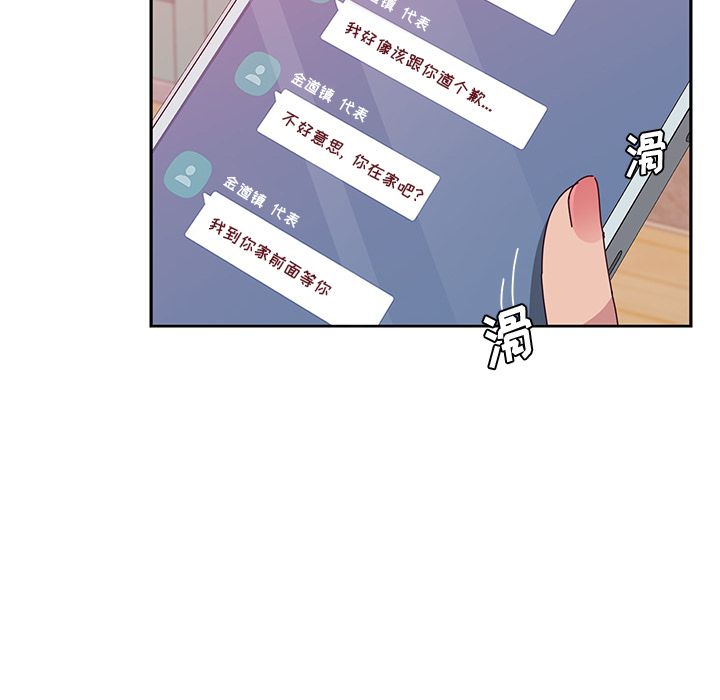 道镇 代表
我好像该跟你道个歉...
金道镇 代表
不好意思, 你在家吧?
金道镇 代表
我到你家前面等你
滑
滑